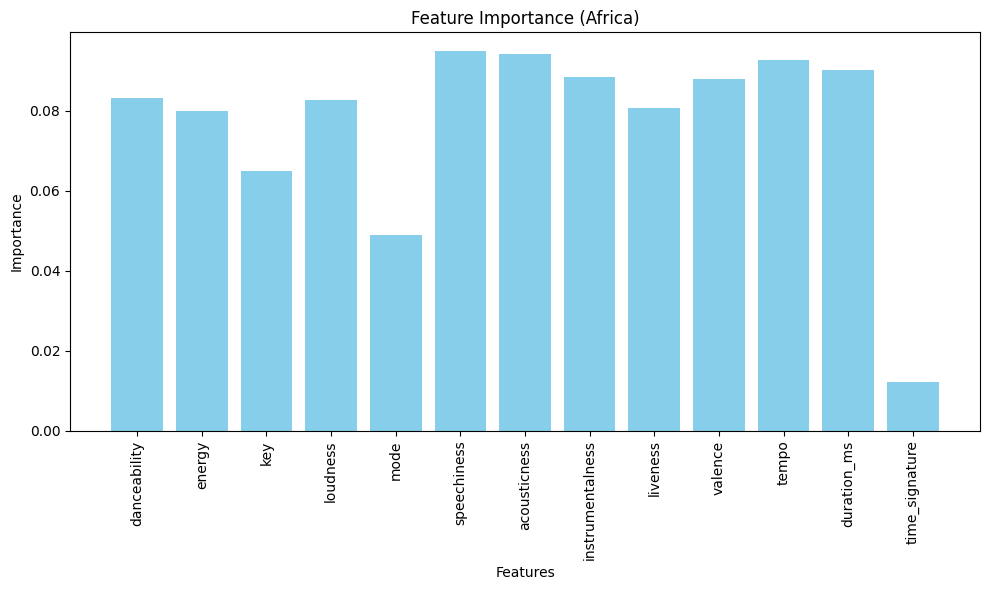 Feature Importance (Africa)
Importance
0.08
0.06
0.04
0.02
0.00
danceability
energy
key
loudness
mode
speechiness
acousticness
instrumentalness
liveness
valence
tempo
duration_ms
time_signature
Features